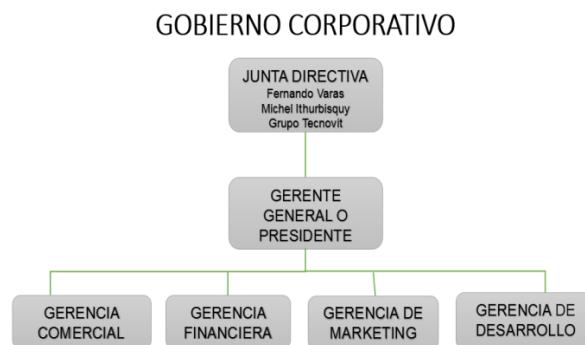 GOBIERNO CORPORATIVO
JUNTA DIRECTIVA
Fernando Varas
Michel Ithurbisquy
Grupo Tecnovit
GERENTE
GENERAL O
PRESIDENTE
GERENCIA
COMERCIAL
GERENCIA
FINANCIERA
GERENCIA DE
MARKETING
GERENCIA DE
DESARROLLO